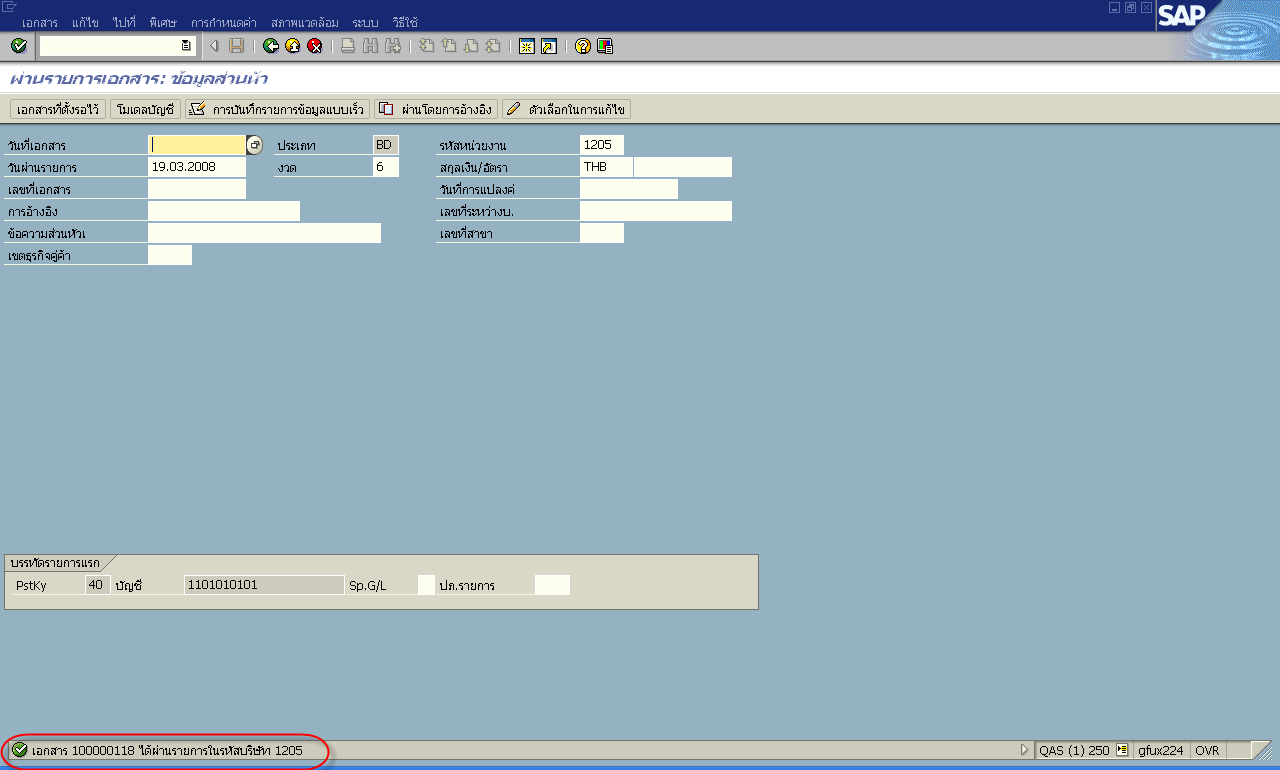 เอกสาร แก้ไข ไปที่ พิเศษ การกำหนดค่า สภาพแวดล้อม ระบบ วิธีใช้
SAP
ผ่านรายการเอกสาร: ข้อมูลส่วนหัว
เอกสารที่ตั้งรอไว้ โมเดลบัญชี การบันทึกรายการข้อมูลแบบเร็ว ผ่านโดยการอ้างอิง ตัวเลือกในการแก้ไข
วันที่เอกสาร ประเภท BD รหัสหน่วยงาน 1205
วันผ่านรายการ 19.03.2008 งวด 6 สกุลเงิน/อัตรา THB
เลขที่เอกสาร วันที่การแปลงค่
การอ้างอิง เลขที่ระหว่างบ.
ข้อความส่วนหัวเ เลขที่สาขา
เขตธุรกิจคู่ค้า
บรรทัดรายการแรก
PstKy 40 บัญชี 1101010101 Sp.G/L ปภ.รายการ
เอกสาร 100000118 ได้ผ่านรายการในรหัสบริษัท 1205 QAS (1) 250 gfux224 OVR